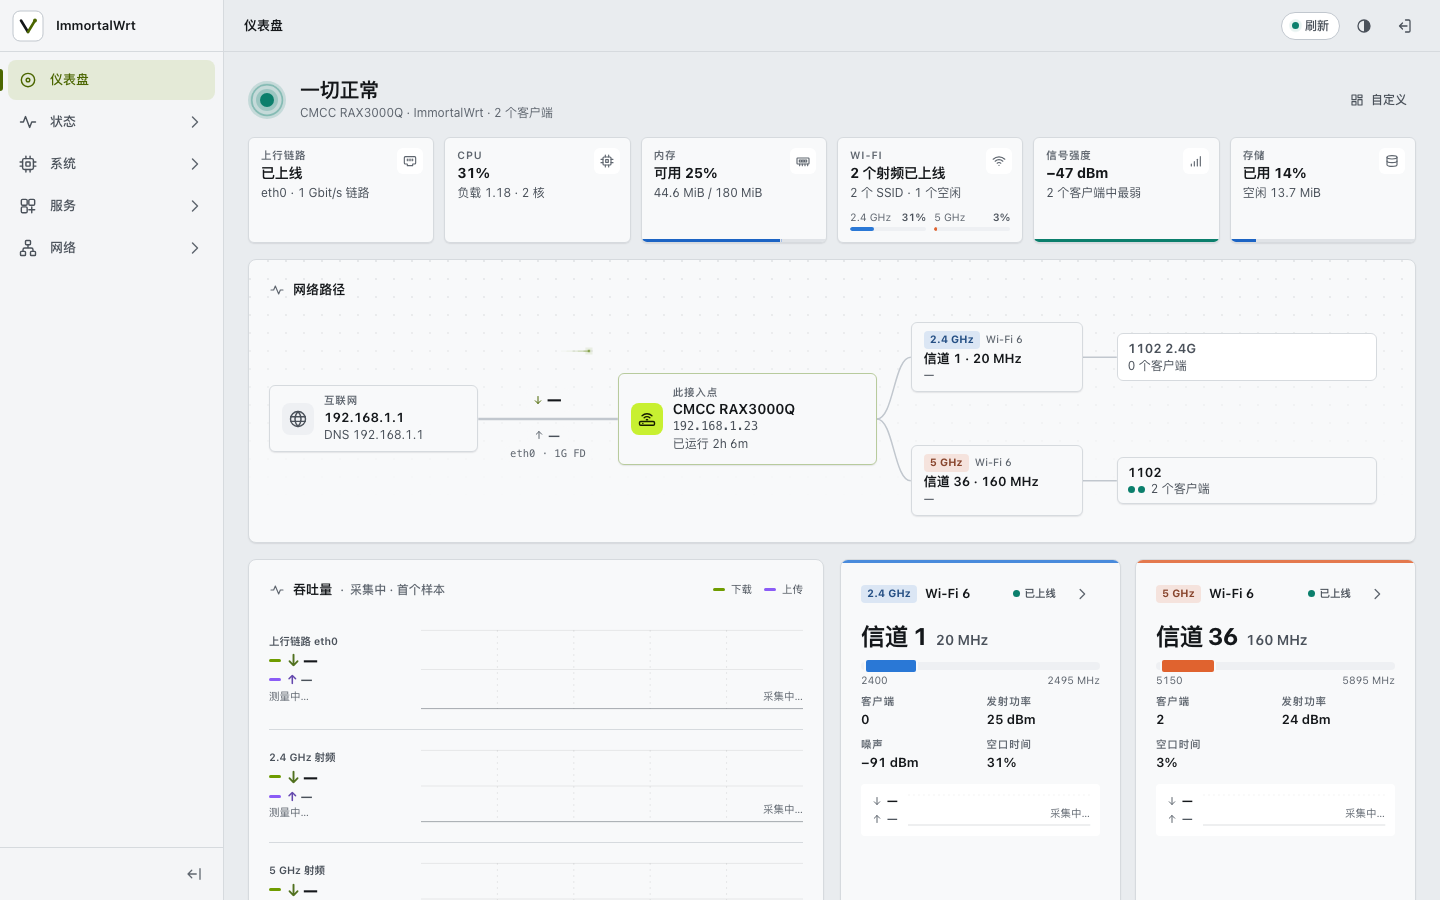 ImmortalWrt
仪表盘
状态
系统
服务
网络
仪表盘
刷新
一切正常
CMCC RAX3000Q · ImmortalWrt · 2 个客户端
自定义
上行链路
已上线
eth0 · 1 Gbit/s 链路
CPU
31%
负载 1.18 · 2 核
内存
可用 25%
44.6 MiB / 180 MiB
WI-FI
2 个射频已上线
2 个 SSID · 1 个空闲
2.4 GHz 31% 5 GHz 3%
信号强度
−47 dBm
2 个客户端中最弱
存储
已用 14%
空闲 13.7 MiB
网络路径
互联网
192.168.1.1
DNS 192.168.1.1
↓ —
↑ —
eth0 · 1G FD
此接入点
CMCC RAX3000Q
192.168.1.23
已运行 2h 6m
2.4 GHz Wi-Fi 6
信道 1 · 20 MHz
—
1102 2.4G
0 个客户端
5 GHz Wi-Fi 6
信道 36 · 160 MHz
—
1102
2 个客户端
吞吐量 · 采集中 · 首个样本
下载 上传
上行链路 eth0
↓ —
↑ —
测量中...
采集中...
2.4 GHz 射频
↓ —
↑ —
测量中...
采集中...
5 GHz 射频
↓ —
2.4 GHz Wi-Fi 6 已上线
信道 1 20 MHz
2400 2495 MHz
客户端 发射功率
0 25 dBm
噪声 空口时间
−91 dBm 31%
↓ —
↑ —
采集中...
5 GHz Wi-Fi 6 已上线
信道 36 160 MHz
5150 5895 MHz
客户端 发射功率
2 24 dBm
空口时间
3%
↓ —
↑ —
采集中...